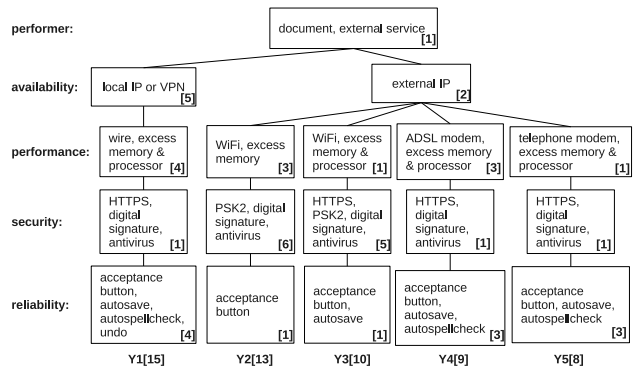 performer:
document, external service
[1]
availability:
local IP or VPN
[5]
external IP
[2]
performance:
wire, excess
memory &
processor
[4]
WiFi, excess
memory
[3]
WiFi, excess
memory &
processor
[1]
ADSL modem,
excess memory
& processor
[3]
telephone modem,
excess memory &
processor
[1]
security:
HTTPS,
digital
signature,
antivirus
[1]
PSK2, digital
signature,
antivirus
[6]
HTTPS,
PSK2, digital
signature,
antivirus
[5]
HTTPS,
digital
signature,
antivirus
[1]
HTTPS,
digital
signature,
antivirus
[1]
reliability:
acceptance
button,
autosave,
autospellcheck,
undo
[4]
acceptance
button
[1]
acceptance
button,
autosave
[1]
acceptance
button,
autosave,
autospellcheck
[3]
acceptance
button, autosave,
autospellcheck
[3]
Y1[15]
Y2[13]
Y3[10]
Y4[9]
Y5[8]